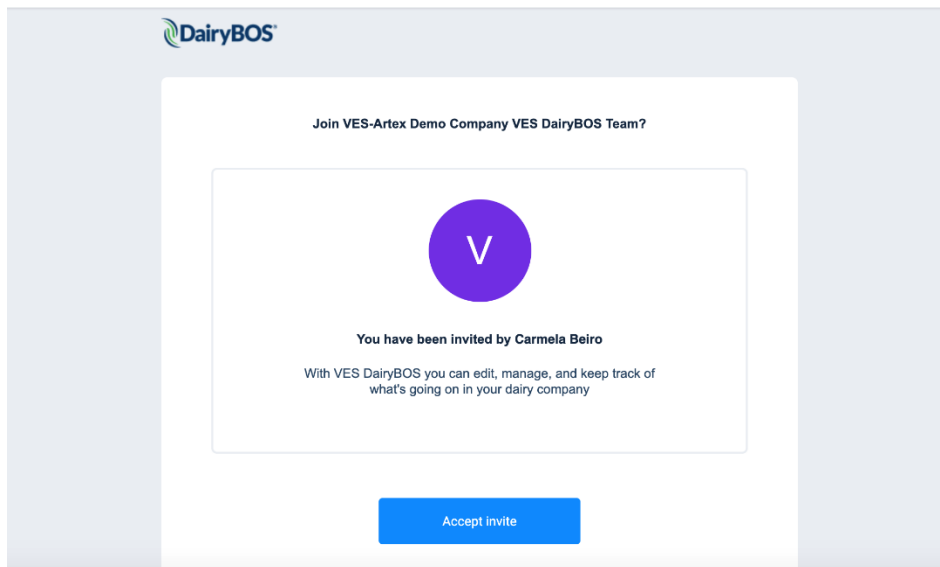 DairyBOS
Join VES-Artex Demo Company VES DairyBOS Team?
V
You have been invited by Carmela Beiro
With VES DairyBOS you can edit, manage, and keep track of
what's going on in your dairy company
Accept invite